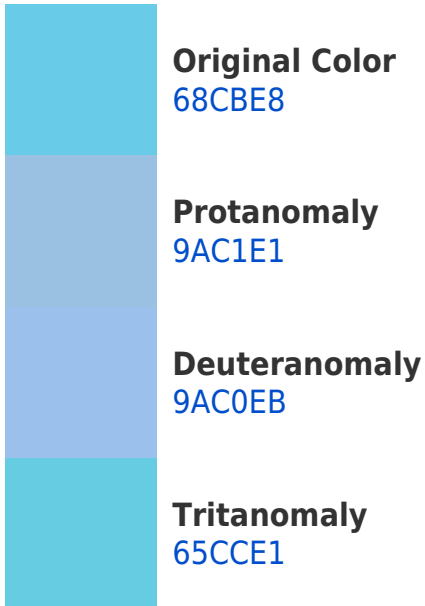 Original Color
68CBE8
Protanomaly
9AC1E1
Deuteranomaly
9AC0EB
Tritanomaly
65CCE1